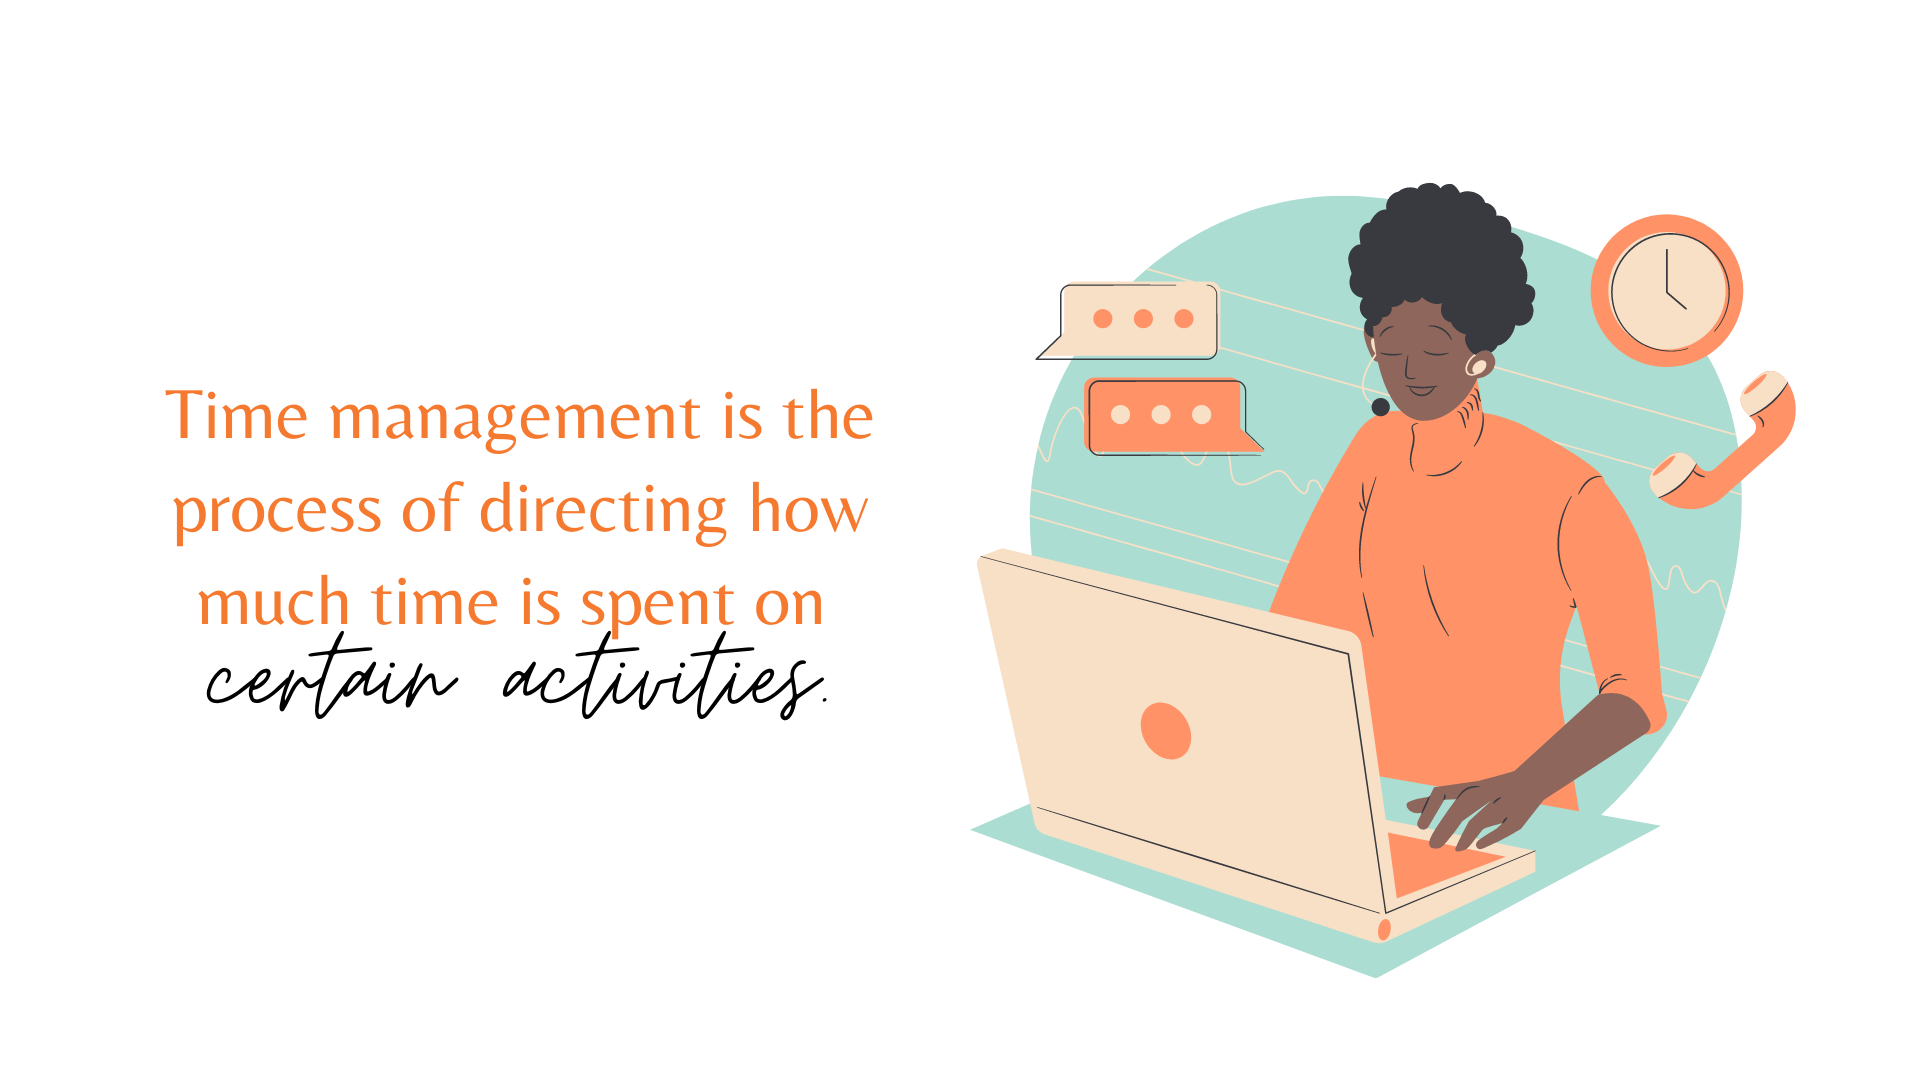 Time management is the
process of directing how
much time is spent on
certain activities.